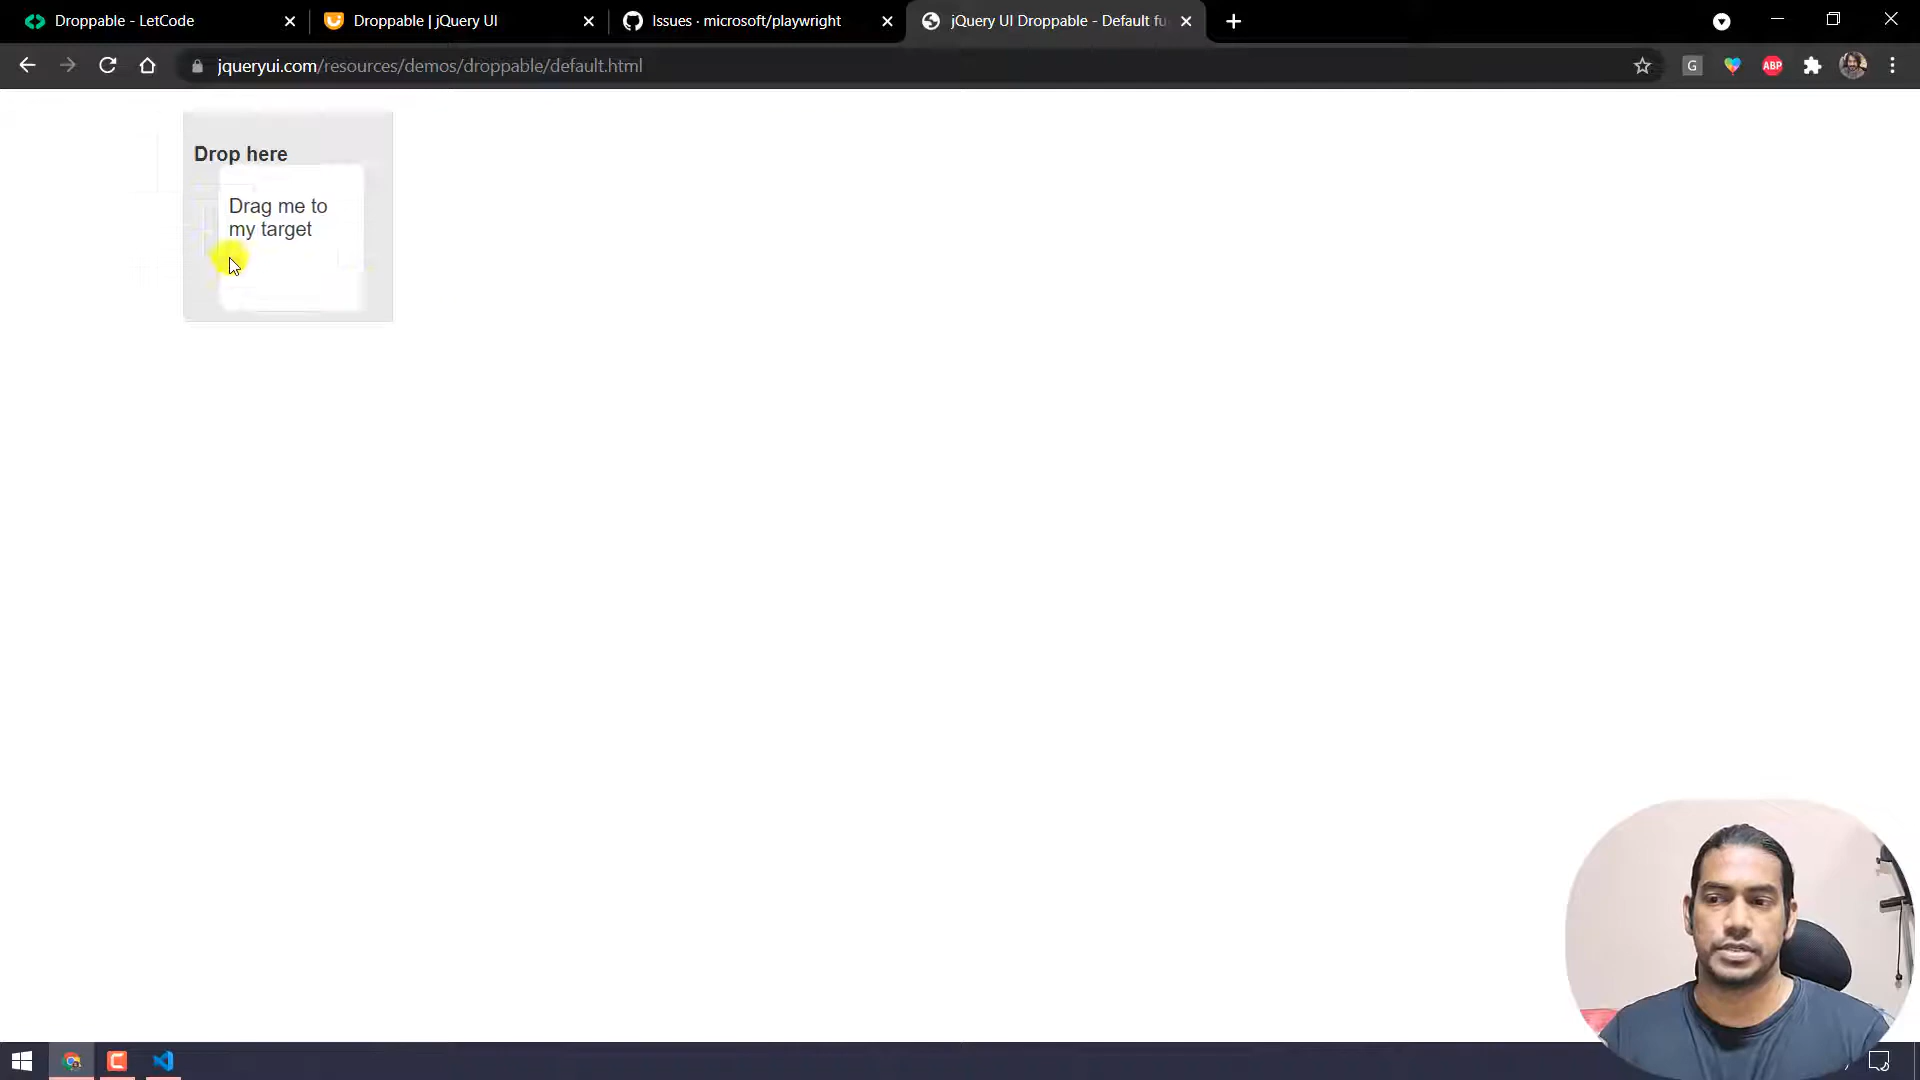 Droppable - LetCode
Droppable | jQuery UI
Issues · microsoft/playwright
jQuery UI Droppable - Default fu
jqueryui.com/resources/demos/droppable/default.html
G
ABP
Drop here
Drag me to
my target